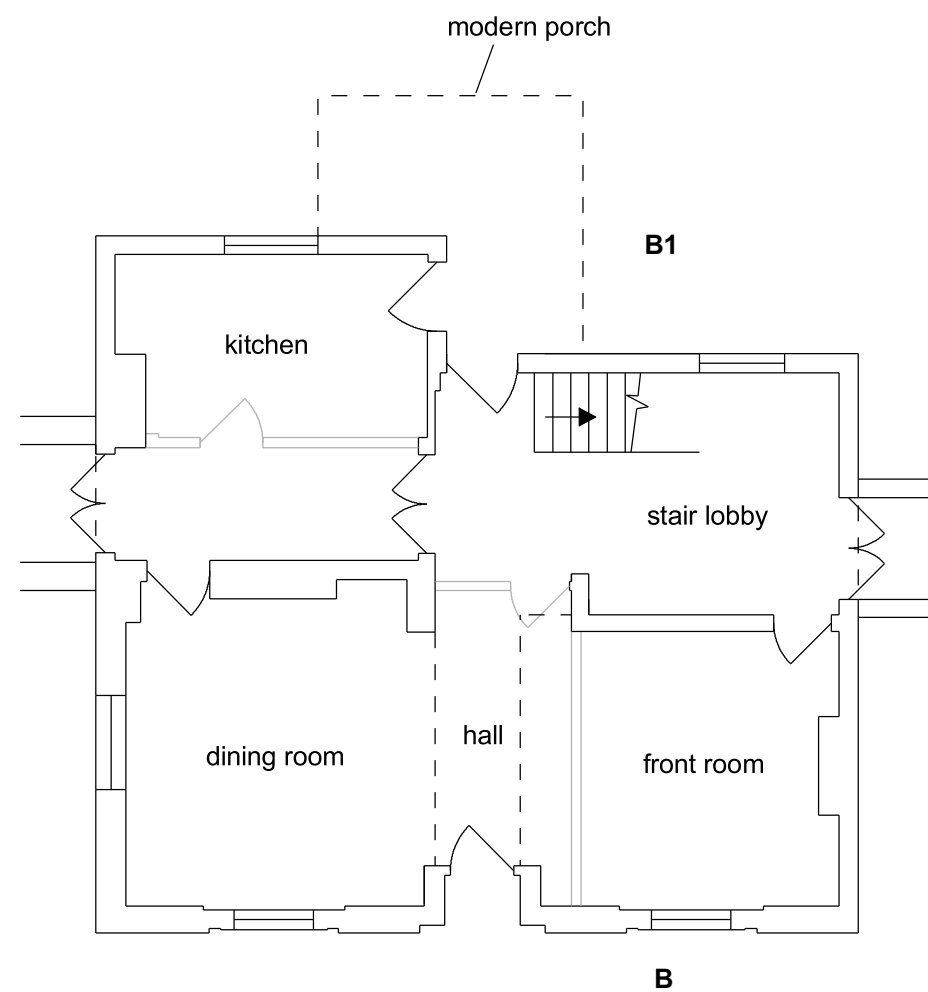 modern porch
B1
kitchen
stair lobby
hall
dining room
front room
B